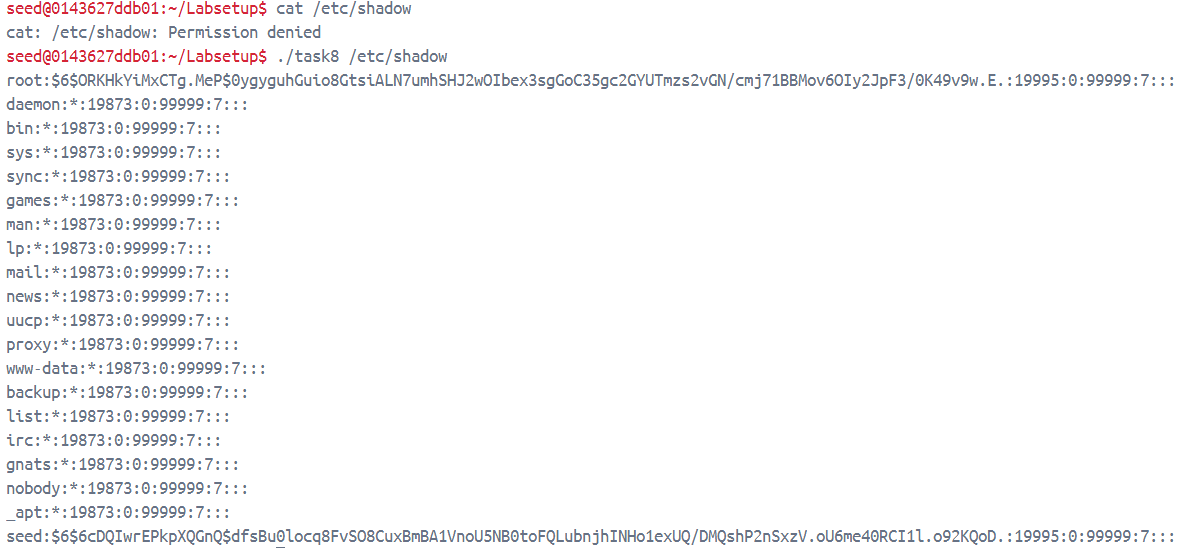 seed@0143627ddb01:~/Labsetup$ cat /etc/shadow
cat: /etc/shadow: Permission denied
seed@0143627ddb01:~/Labsetup$ ./task8 /etc/shadow
root:$6$ORKHkYiMxCTg.MeP$0ygyguhGuio8GtsiALN7umhSHJ2wOIbex3sgGoC35gc2GYUTmzs2vGN/cmj71BBMov6OIy2JpF3/0K49v9w.E.:19995:0:99999:7:::
daemon:*:19873:0:99999:7:::
bin:*:19873:0:99999:7:::
sys:*:19873:0:99999:7:::
sync:*:19873:0:99999:7:::
games:*:19873:0:99999:7:::
man:*:19873:0:99999:7:::
lp:*:19873:0:99999:7:::
mail:*:19873:0:99999:7:::
news:*:19873:0:99999:7:::
uucp:*:19873:0:99999:7:::
proxy:*:19873:0:99999:7:::
www-data:*:19873:0:99999:7:::
backup:*:19873:0:99999:7:::
list:*:19873:0:99999:7:::
irc:*:19873:0:99999:7:::
gnats:*:19873:0:99999:7:::
nobody:*:19873:0:99999:7:::
_apt:*:19873:0:99999:7:::
seed:$6$6cDQIwrEPkpXQGnQ$dfsBu0locq8FvSO8CuxBmBA1VnoU5NB0toFQLubnjhINHo1exUQ/DMQshP2nSxzV.oU6me40RCI1l.o92KQoD.:19995:0:99999:7:::